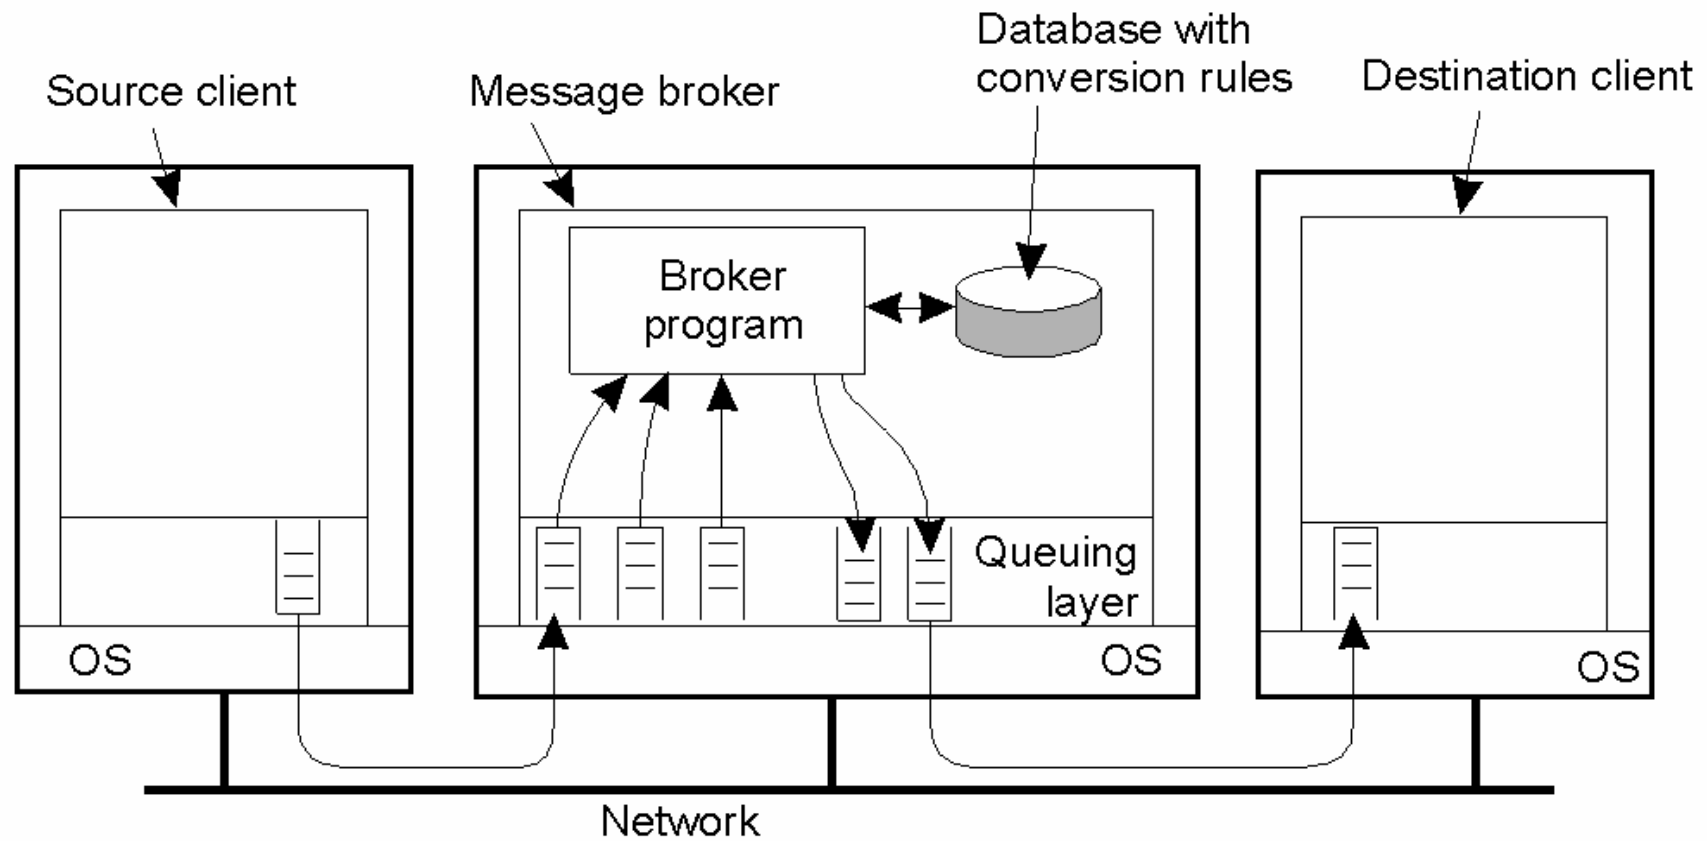 Database with
conversion rules
Source client
Message broker
Destination client
Broker
program
Queuing
layer
OS
OS
OS
Network